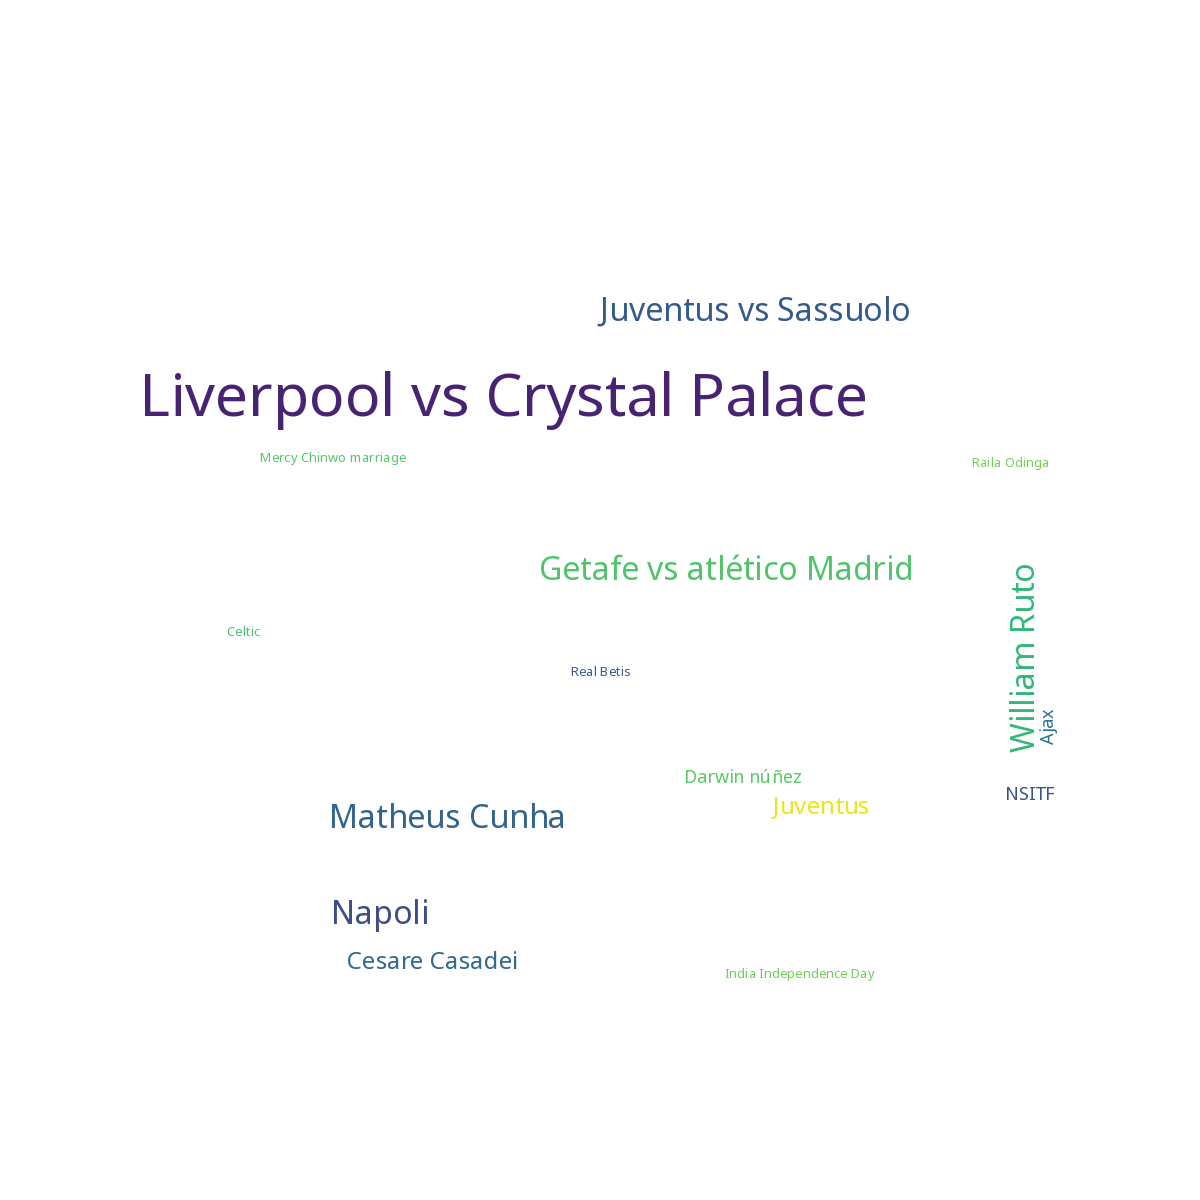 Juventus vs Sassuolo
Liverpool vs Crystal Palace
Mercy Chinwo marriage
Raila Odinga
Getafe vs atlético Madrid
William Ruto
Celtic
Real Betis
Ajax
Darwin núñez
NSITF
Juventus
Matheus Cunha
Napoli
Cesare Casadei
India Independence Day